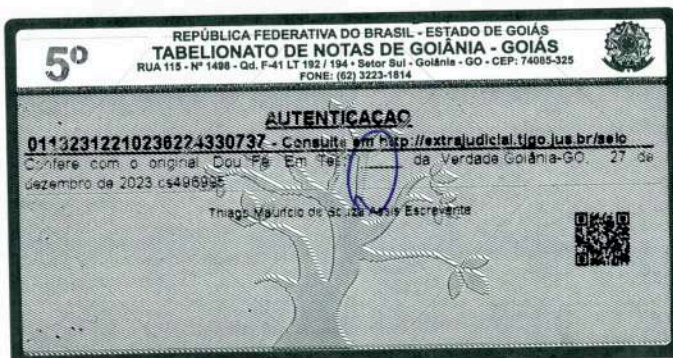 5º
REPÚBLICA FEDERATIVA DO BRASIL - ESTADO DE GOIÁS
TABELIONATO DE NOTAS DE GOIÂNIA - GOIÁS
RUA 115 - Nº 1498 - Qd. F-41 LT 192 / 194 • Setor Sul - Goiânia - GO - CEP: 74085-325
FONE: (62) 3223-1814
AUTENTICAÇÃO
01132312210236224330737 - Consulte em http://extrajudicial.tjgo.jus.br/selo
Confere com o original Dou Fé. Em Test° ____ da Verdade Goiânia-GO, 27 de
dezembro de 2023 cs496995
Thiago Mauricio de Souza Assis Escrevente